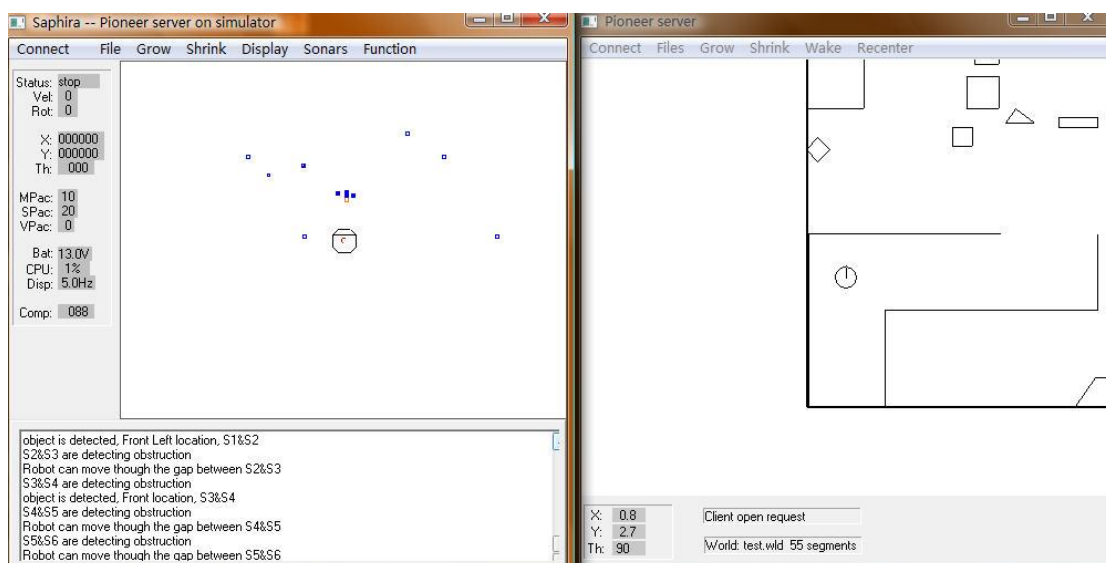 Saphira -- Pioneer server on simulator
Connect File Grow Shrink Display Sonars Function
Status: stop
Vel: 0
Rot: 0
X: 000000
Y: 000000
Th: 000
MPac: 10
SPac: 20
VPac: 0
Bat: 13.0V
CPU: 1%
Disp: 5.0Hz
Comp: 088
object is detected, Front Left location, S1&S2
S2&S3 are detecting obstruction
Robot can move though the gap between S2&S3
S3&S4 are detecting obstruction
object is detected, Front location, S3&S4
S4&S5 are detecting obstruction
Robot can move though the gap between S4&S5
S5&S6 are detecting obstruction
Robot can move though the gap between S5&S6
Pioneer server
Connect Files Grow Shrink Wake Recenter
X: 0.8
Y: 2.7
Th: 90
Client open request
World: test.wld 55 segments